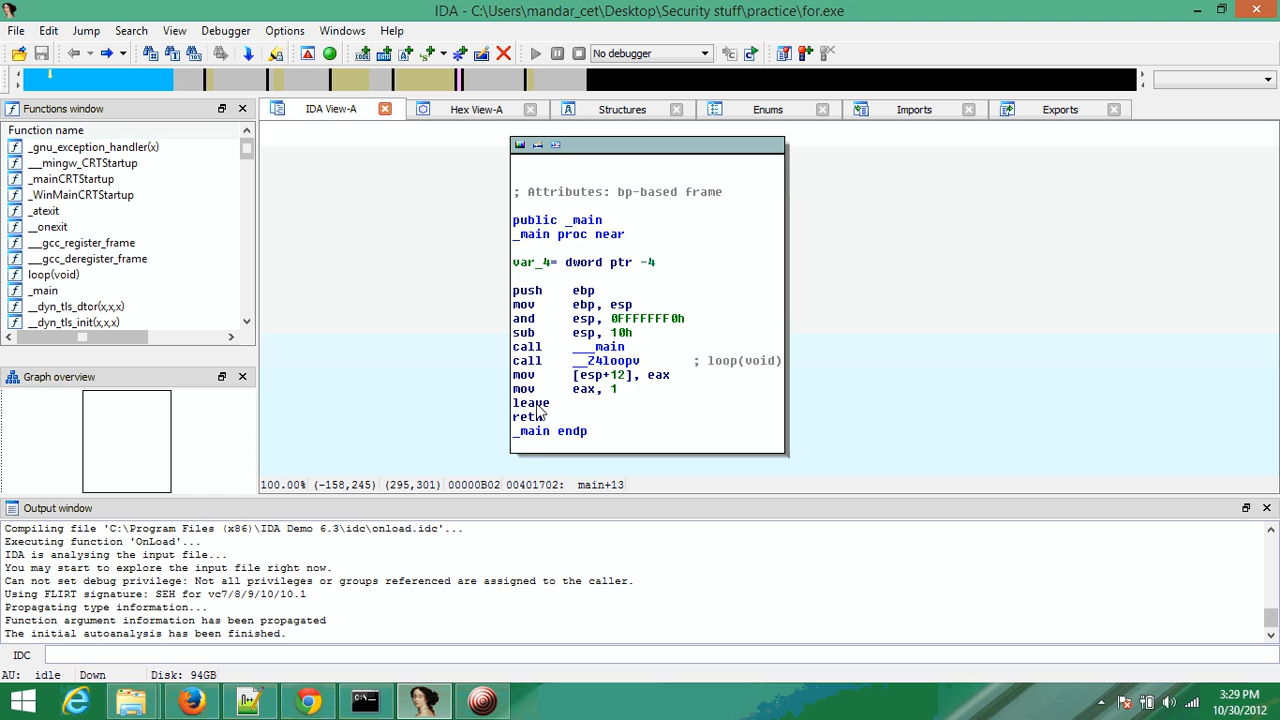 IDA - C:\Users\mandar_cet\Desktop\Security stuff\practice\for.exe
File Edit Jump Search View Debugger Options Windows Help
No debugger
Functions window
IDA View-A Hex View-A Structures Enums Imports Exports
Function name
_gnu_exception_handler(x)
___mingw_CRTStartup
_mainCRTStartup
_WinMainCRTStartup
_atexit
__onexit
___gcc_register_frame
___gcc_deregister_frame
loop(void)
_main
__dyn_tls_dtor(x,x,x)
__dyn_tls_init(x,x,x)
Graph overview
; Attributes: bp-based frame
public _main
_main proc near
var_4= dword ptr -4
push ebp
mov ebp, esp
and esp, 0FFFFFFF0h
sub esp, 10h
call ___main
call __Z4loopv ; loop(void)
mov [esp+12], eax
mov eax, 1
leave
retn
_main endp
100.00% (-158,245) (295,301) 00000B02 00401702: main+13
Output window
Compiling file 'C:\Program Files (x86)\IDA Demo 6.3\idc\onload.idc'...
Executing function 'OnLoad'...
IDA is analysing the input file...
You may start to explore the input file right now.
Can not set debug privilege: Not all privileges or groups referenced are assigned to the caller.
Using FLIRT signature: SEH for vc7/8/9/10/10.1
Propagating type information...
Function argument information has been propagated
The initial autoanalysis has been finished.
IDC
AU: idle Down Disk: 94GB
3:29 PM
10/30/2012